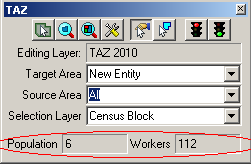 TAZ
Editing Layer: TAZ 2010
Target Area New Entity
Source Area All
Selection Layer Census Block
Population 6 Workers 112